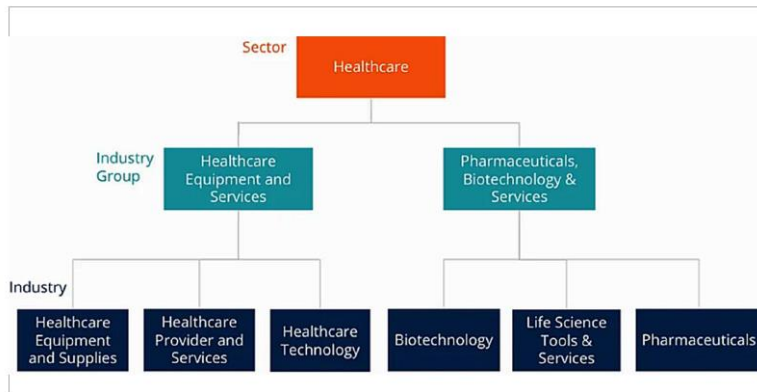 Sector
Healthcare
Industry
Group
Healthcare
Equipment and
Services
Pharmaceuticals,
Biotechnology &
Services
Industry
Healthcare
Equipment
and Supplies
Healthcare
Provider and
Services
Healthcare
Technology
Biotechnology
Life Science
Tools &
Services
Pharmaceuticals